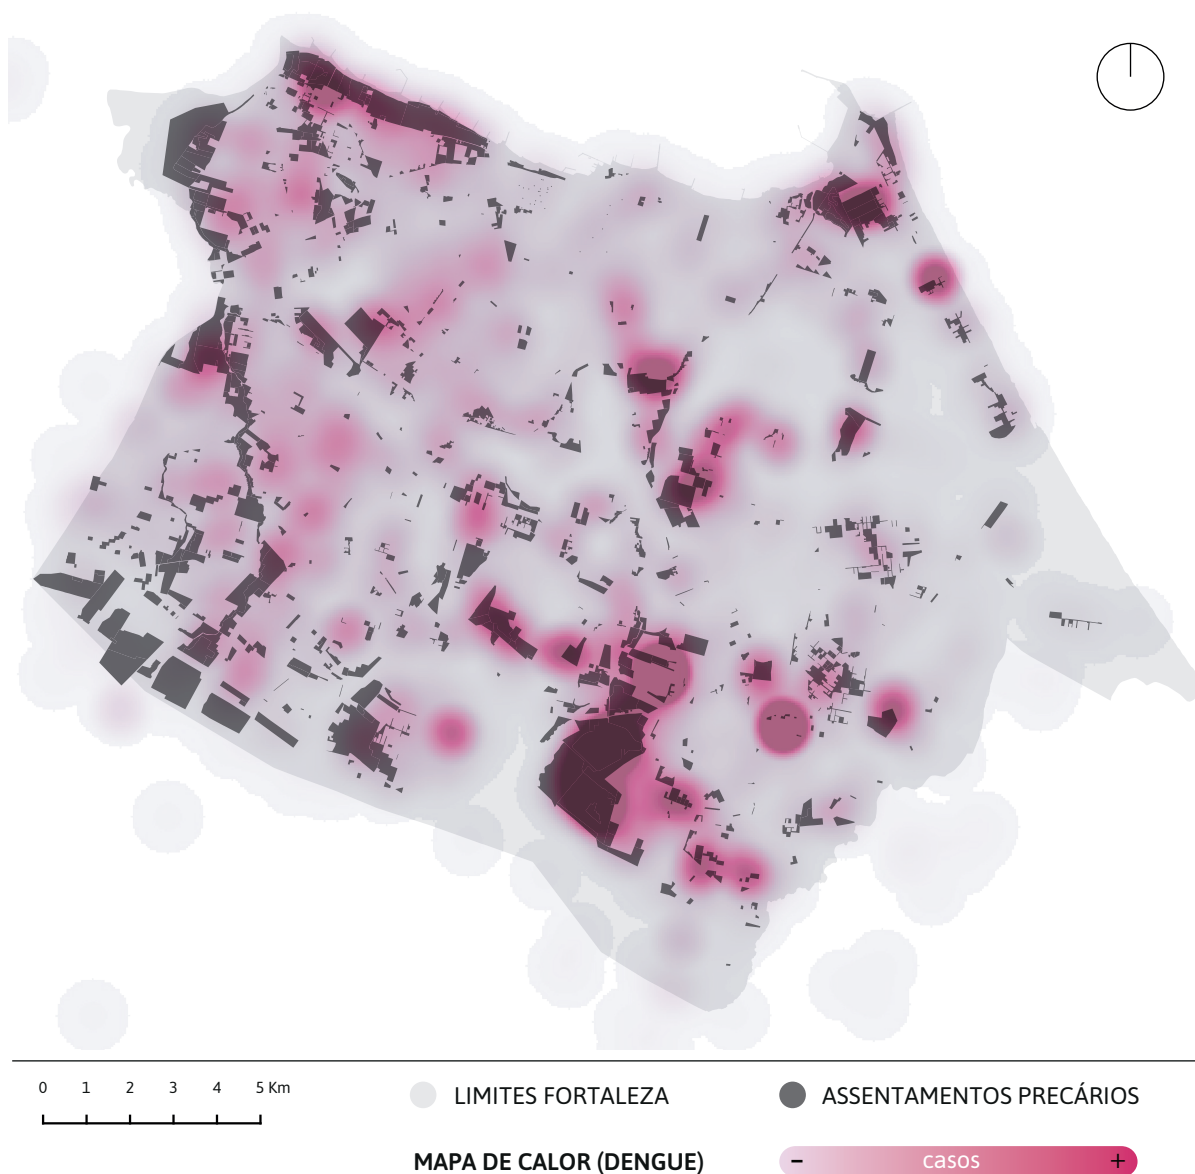 0 1 2 3 4 5 Km
LIMITES FORTALEZA
ASSENTAMENTOS PRECÁRIOS
MAPA DE CALOR (DENGUE)
- casos +